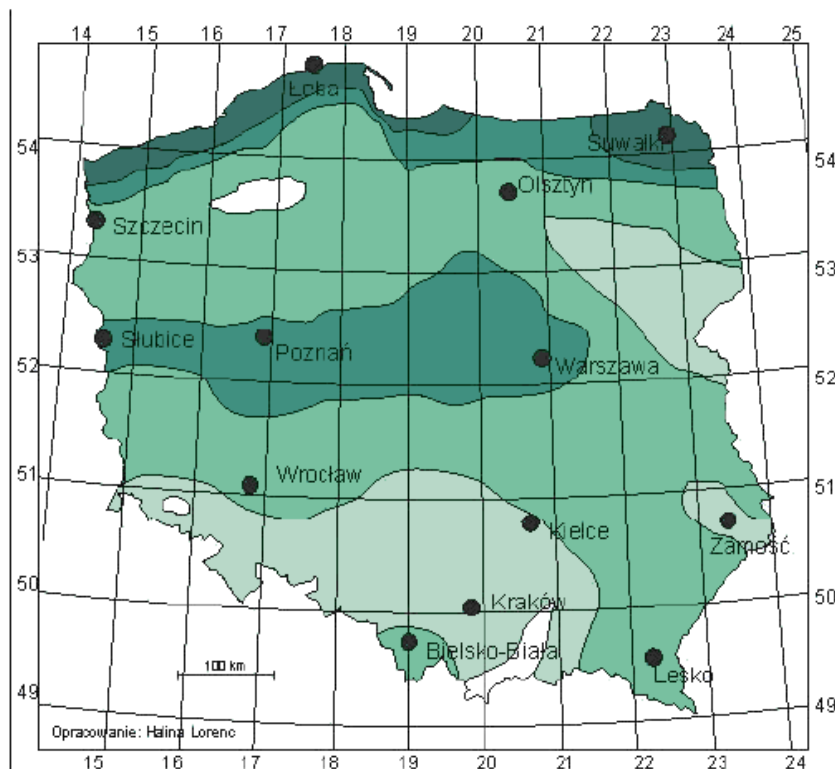 14 15 16 17 18 19 20 21 22 23 24 25
Łeba
Suwałki
54 54
Olsztyn
Szczecin
53 53
Słubice
Poznań
Warszawa
52 52
Wrocław
51 51
Kielce
Zamość
50 50
Kraków
Bielsko-Biała
100 km
Lesko
49 49
Opracowanie: Halina Lorenc
15 16 17 18 19 20 21 22 23 24